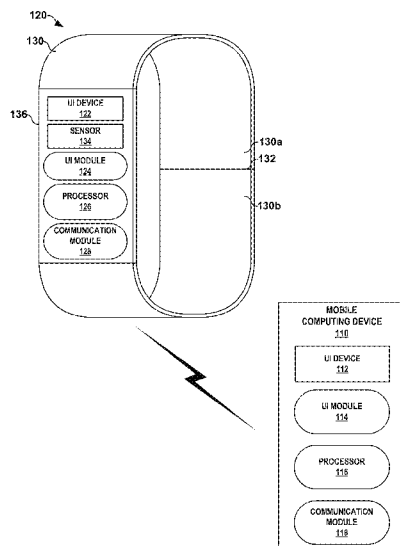 120
130
136
UI DEVICE
122
SENSOR
134
UI MODULE
124
PROCESSOR
126
COMMUNICATION
MODULE
128
130a
132
130b
MOBILE
COMPUTING DEVICE
110
UI DEVICE
112
UI MODULE
114
PROCESSOR
116
COMMUNICATION
MODULE
118